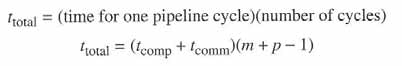 t_total = (time for one pipeline cycle)(number of cycles)
t_total = (t_comp + t_comm)(m + p − 1)